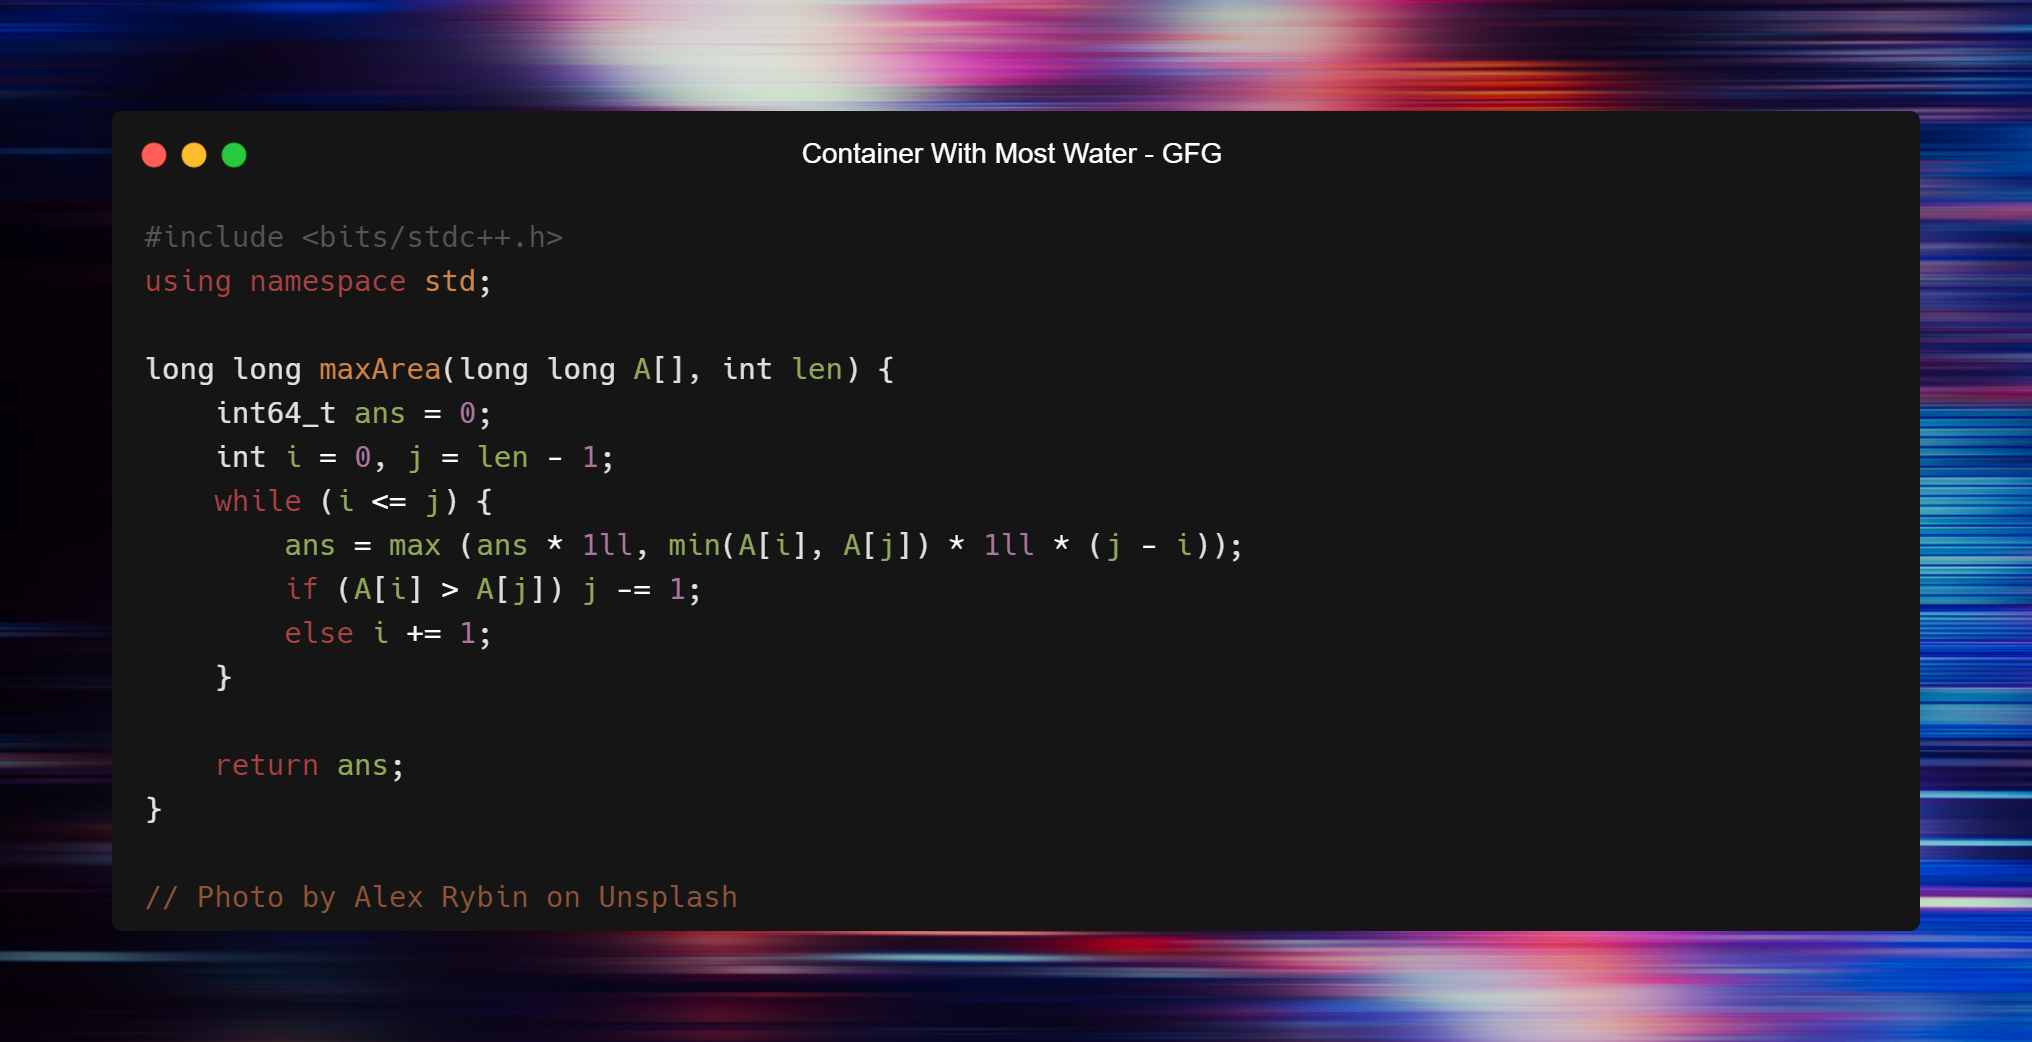 Container With Most Water - GFG
#include <bits/stdc++.h>
using namespace std;
long long maxArea(long long A[], int len) {
    int64_t ans = 0;
    int i = 0, j = len - 1;
    while (i <= j) {
        ans = max (ans * 1ll, min(A[i], A[j]) * 1ll * (j - i));
        if (A[i] > A[j]) j -= 1;
        else i += 1;
    }
    return ans;
}
// Photo by Alex Rybin on Unsplash